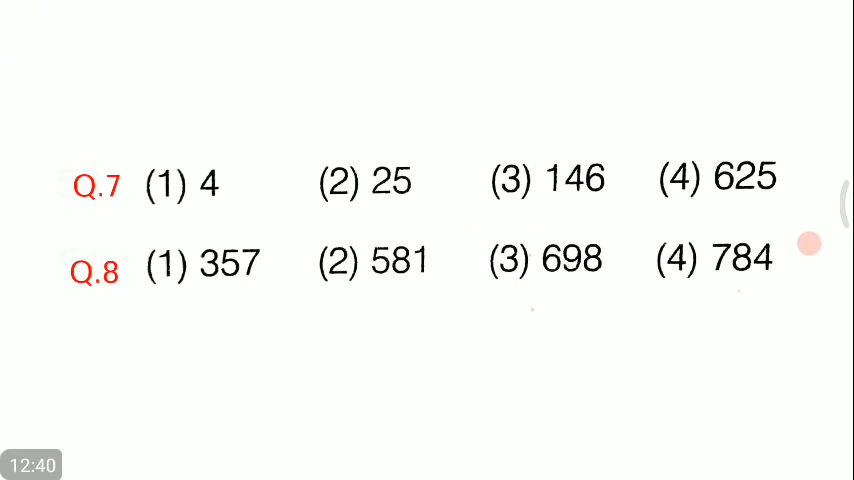 Q.7 (1) 4 (2) 25 (3) 146 (4) 625
Q.8 (1) 357 (2) 581 (3) 698 (4) 784
12:40